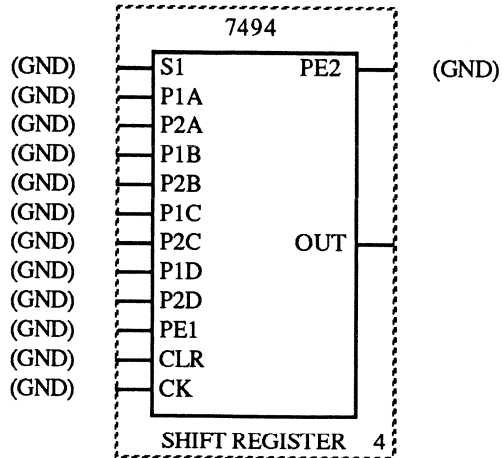 7494
(GND) S1 PE2 (GND)
(GND) P1A
(GND) P2A
(GND) P1B
(GND) P2B
(GND) P1C
(GND) P2C OUT
(GND) P1D
(GND) P2D
(GND) PE1
(GND) CLR
(GND) CK
SHIFT REGISTER 4